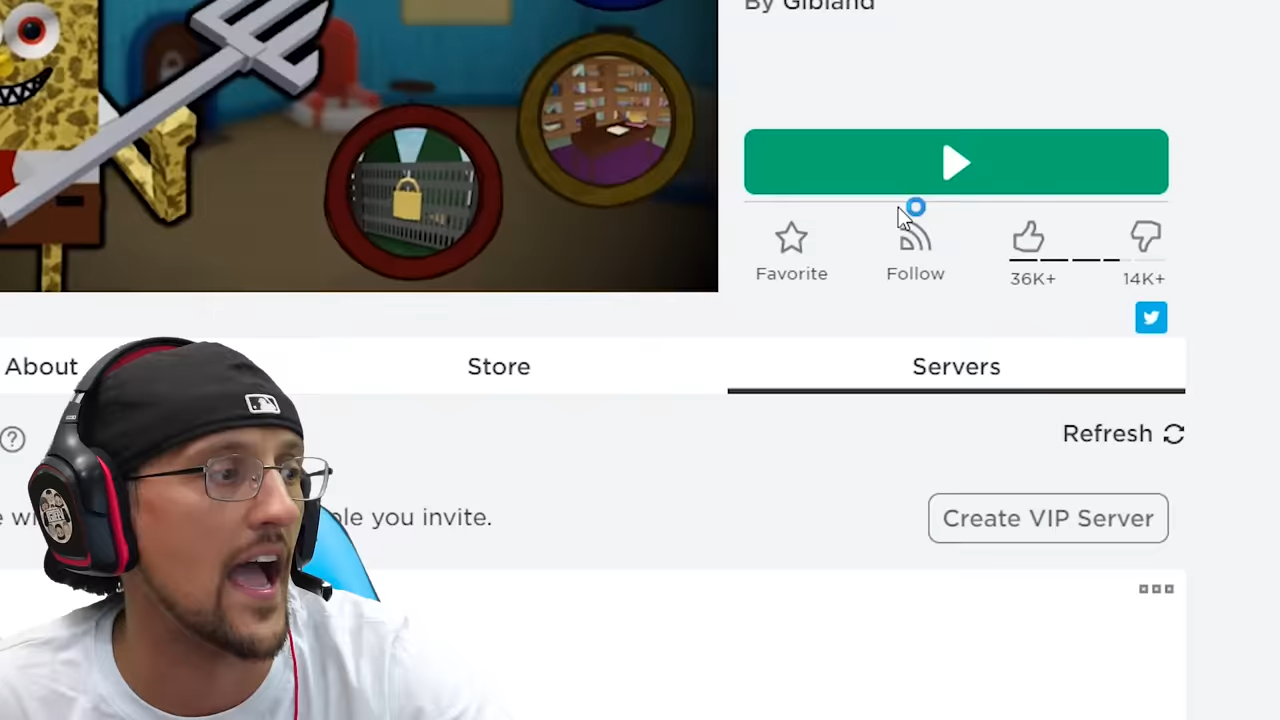 By Gibland
Favorite
Follow
36K+
14K+
About
Store
Servers
Refresh
?
ple you invite.
Create VIP Server